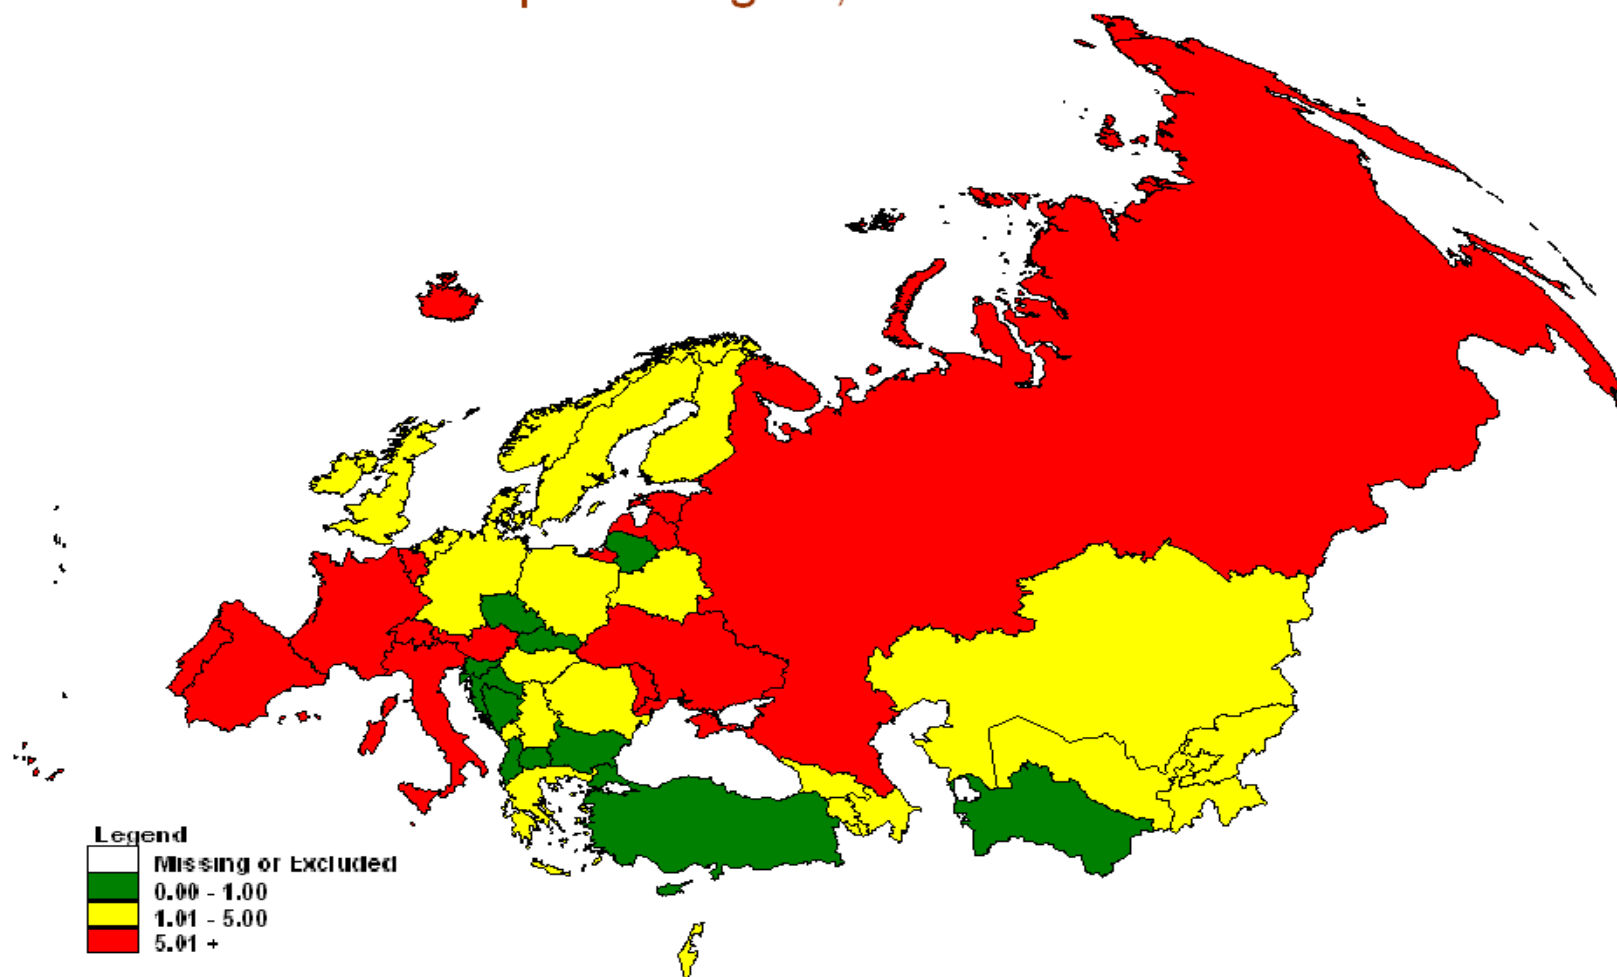 Legend
Missing or Excluded
0.00 - 1.00
1.01 - 5.00
5.01 +